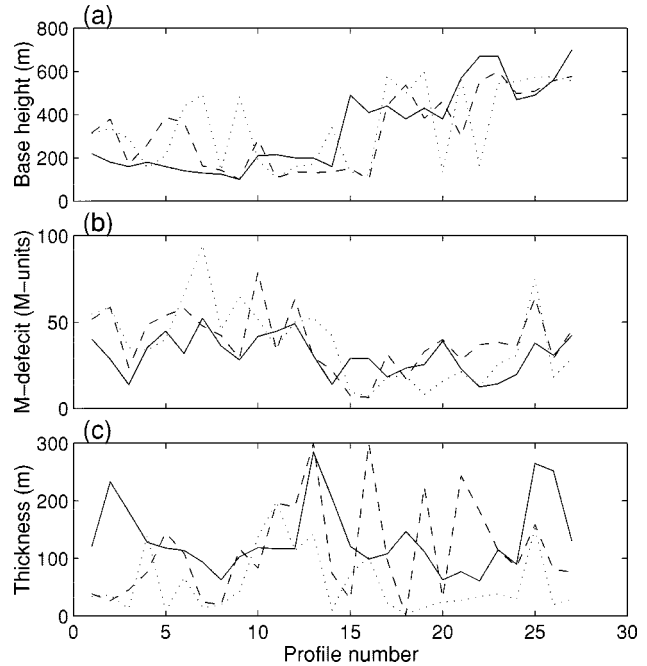 (a)
800
600
400
200
0
Base height (m)
(b)
100
50
0
M-defecit (M-units)
(c)
300
200
100
0
Thickness (m)
0 5 10 15 20 25 30
Profile number